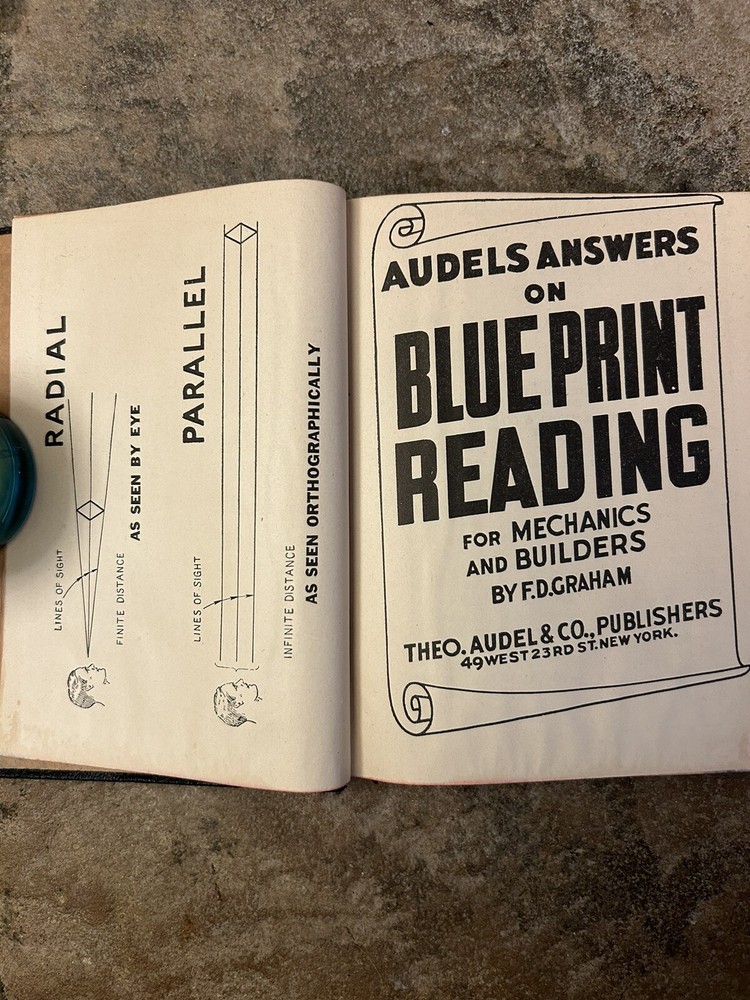 RADIAL
LINES OF SIGHT
FINITE DISTANCE
AS SEEN BY EYE
PARALLEL
LINES OF SIGHT
INFINITE DISTANCE
AS SEEN ORTHOGRAPHICALLY
AUDELS ANSWERS
ON
BLUE PRINT
READING
FOR MECHANICS
AND BUILDERS
BY F.D.GRAHAM
THEO. AUDEL & CO., PUBLISHERS
49 WEST 23RD ST. NEW YORK.